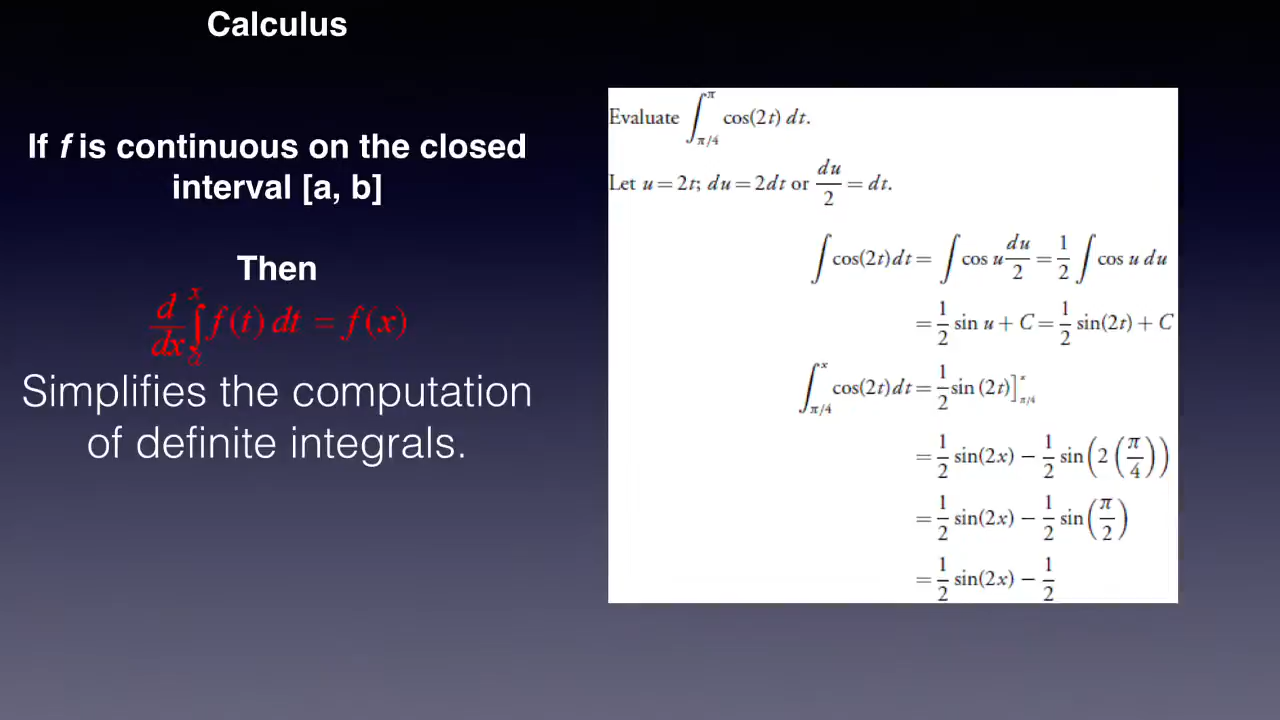 Calculus
If f is continuous on the closed
interval [a, b]
Then
d/dx ∫_a^x f(t) dt = f(x)
Simplifies the computation
of definite integrals.
Evaluate ∫_{π/4}^π cos(2t) dt.
Let u = 2t; du = 2dt or du/2 = dt.
∫ cos(2t)dt = ∫ cos u du/2 = 1/2 ∫ cos u du
= 1/2 sin u + C = 1/2 sin(2t) + C
∫_{π/4}^x cos(2t)dt = 1/2 sin (2t)]_{π/4}^x
= 1/2 sin(2x) − 1/2 sin(2(π/4))
= 1/2 sin(2x) − 1/2 sin(π/2)
= 1/2 sin(2x) − 1/2